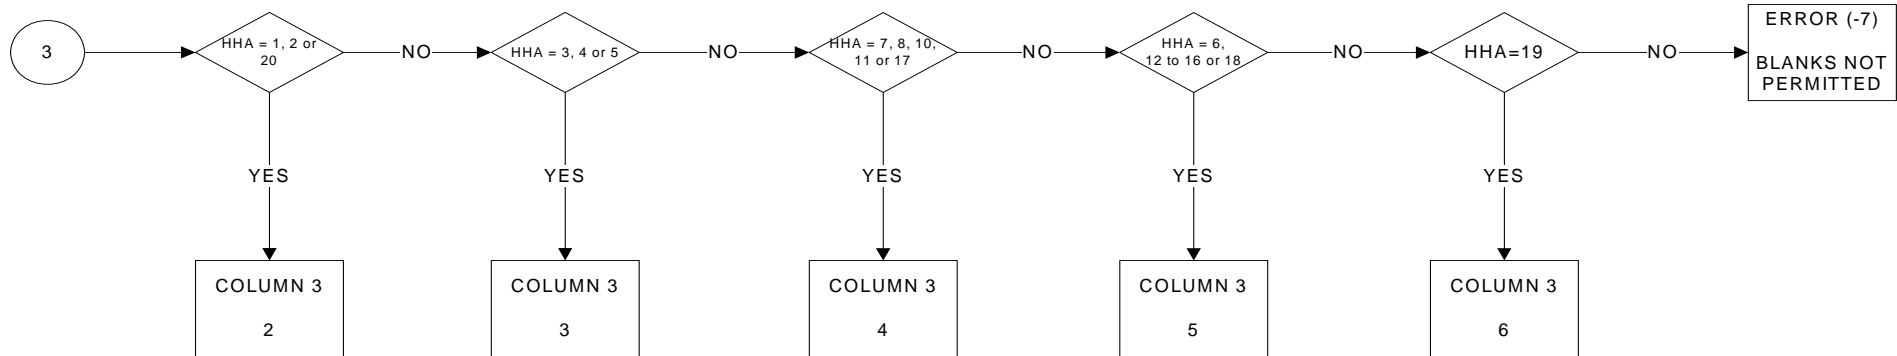 3
HHA = 1, 2 or
20
NO
HHA = 3, 4 or 5
NO
HHA = 7, 8, 10,
11 or 17
NO
HHA = 6,
12 to 16 or 18
NO
HHA=19
NO
ERROR (-7)
BLANKS NOT
PERMITTED
YES
YES
YES
YES
YES
COLUMN 3
2
COLUMN 3
3
COLUMN 3
4
COLUMN 3
5
COLUMN 3
6